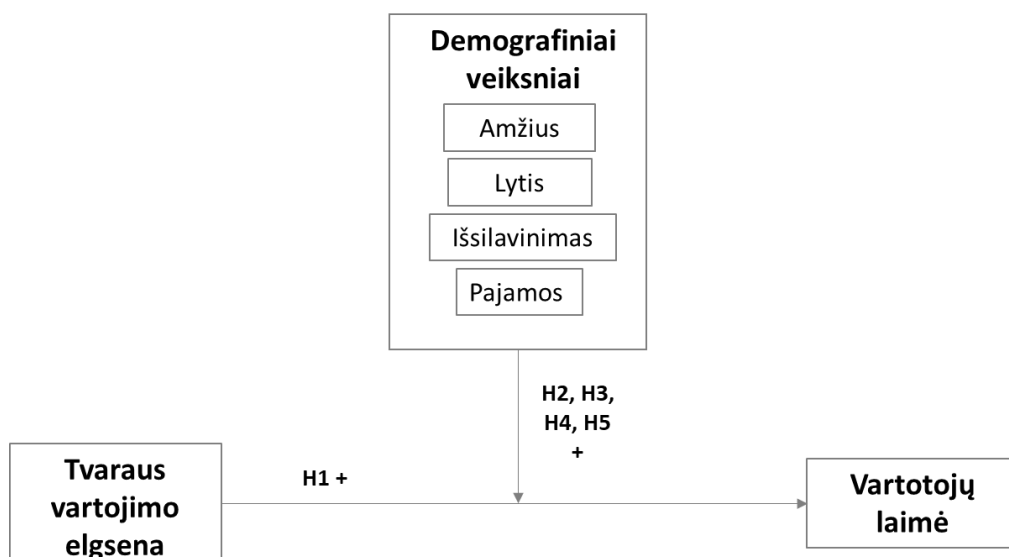 Demografiniai
veiksniai
Amžius
Lytis
Išsilavinimas
Pajamos
H2, H3,
H4, H5
+
H1 +
Tvaraus
vartojimo
elgsena
Vartotojų
laimė